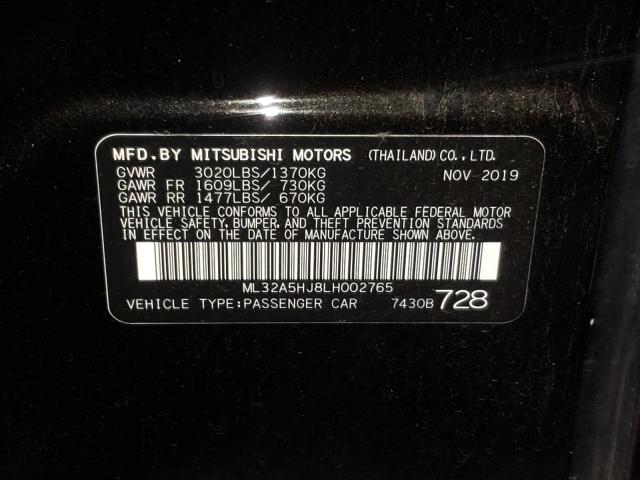 MFD.BY MITSUBISHI MOTORS (THAILAND)CO.,LTD.
GVWR 3020LBS/1370KG NOV 2019
GAWR FR 1609LBS/ 730KG
GAWR RR 1477LBS/ 670KG
THIS VEHICLE CONFORMS TO ALL APPLICABLE FEDERAL MOTOR
VEHICLE SAFETY, BUMPER, AND THEFT PREVENTION STANDARDS
IN EFFECT ON THE DATE OF MANUFACTURE SHOWN ABOVE.
ML32A5HJ8LH002765
VEHICLE TYPE:PASSENGER CAR 7430B 728